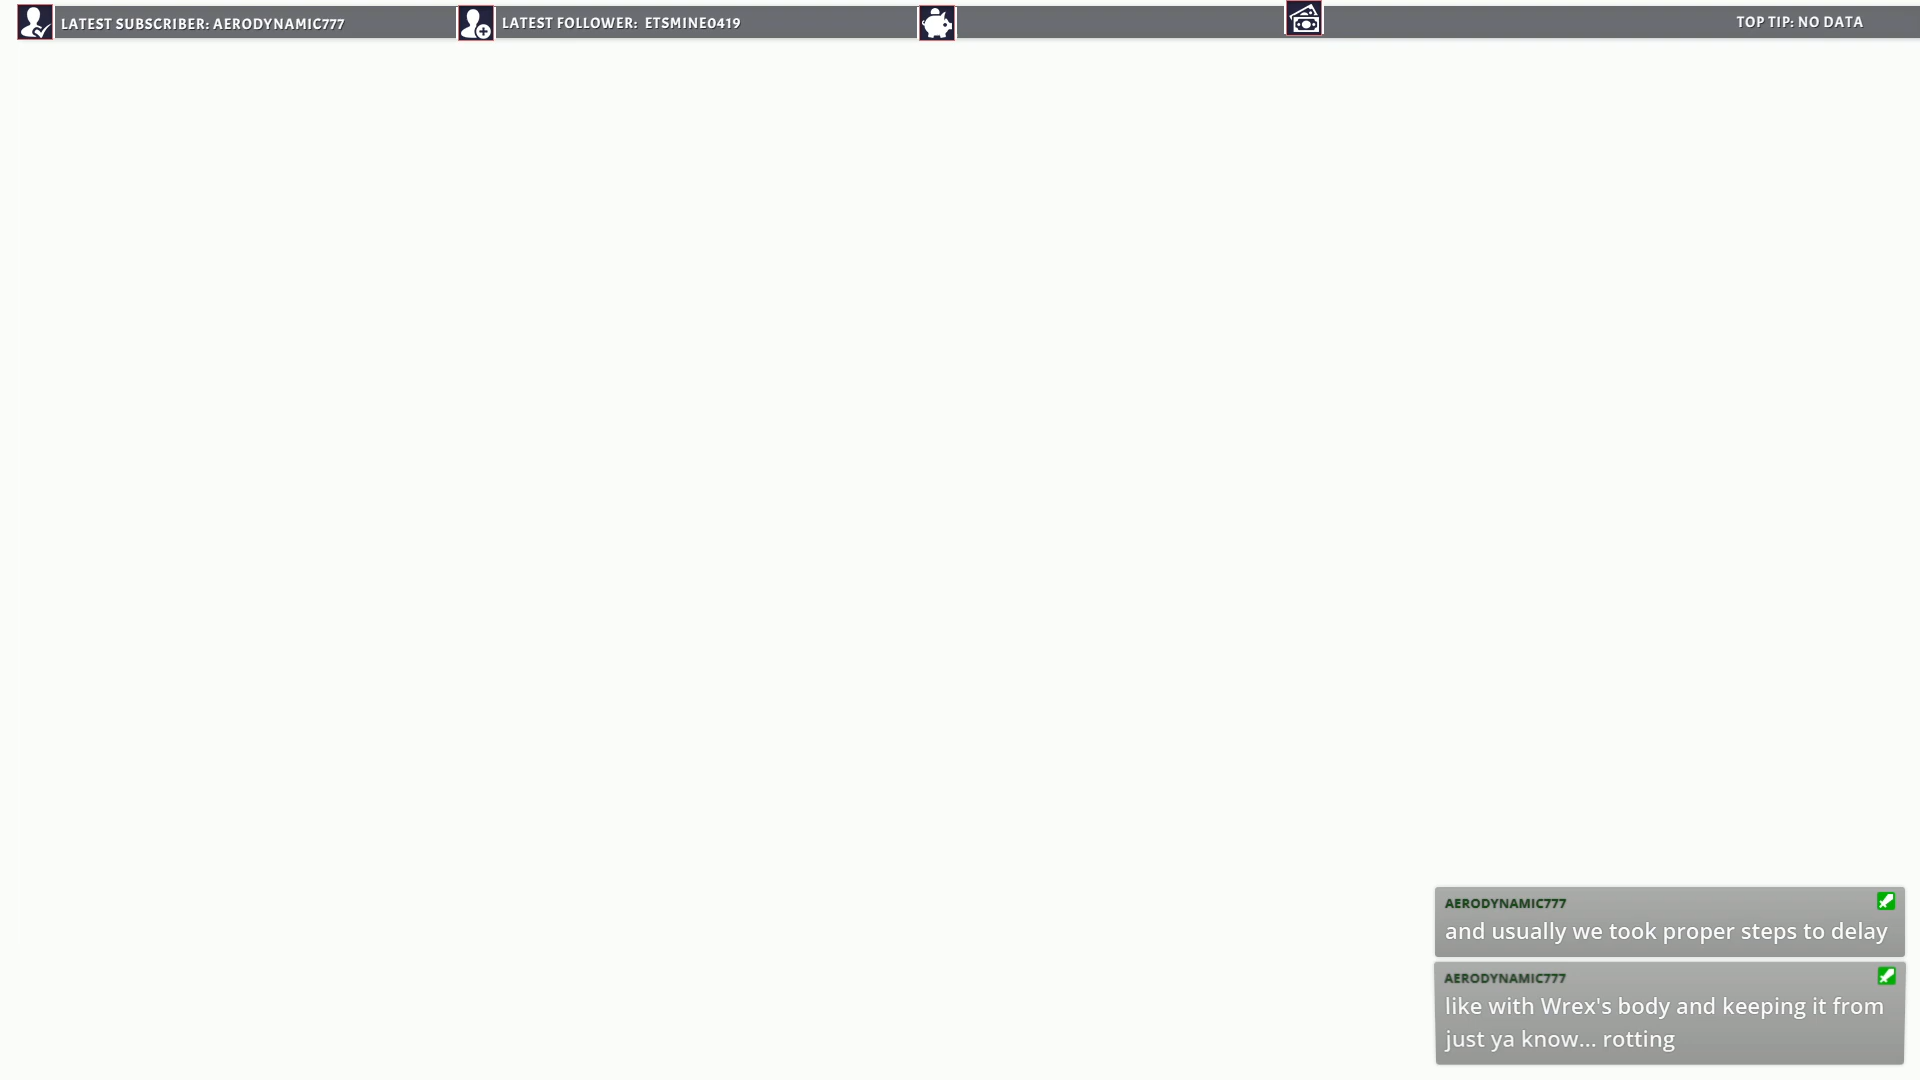 LATEST SUBSCRIBER: AERODYNAMIC777
LATEST FOLLOWER: ETSMINE0419
TOP TIP: NO DATA
AERODYNAMIC777
and usually we took proper steps to delay
AERODYNAMIC777
like with Wrex's body and keeping it from
just ya know... rotting